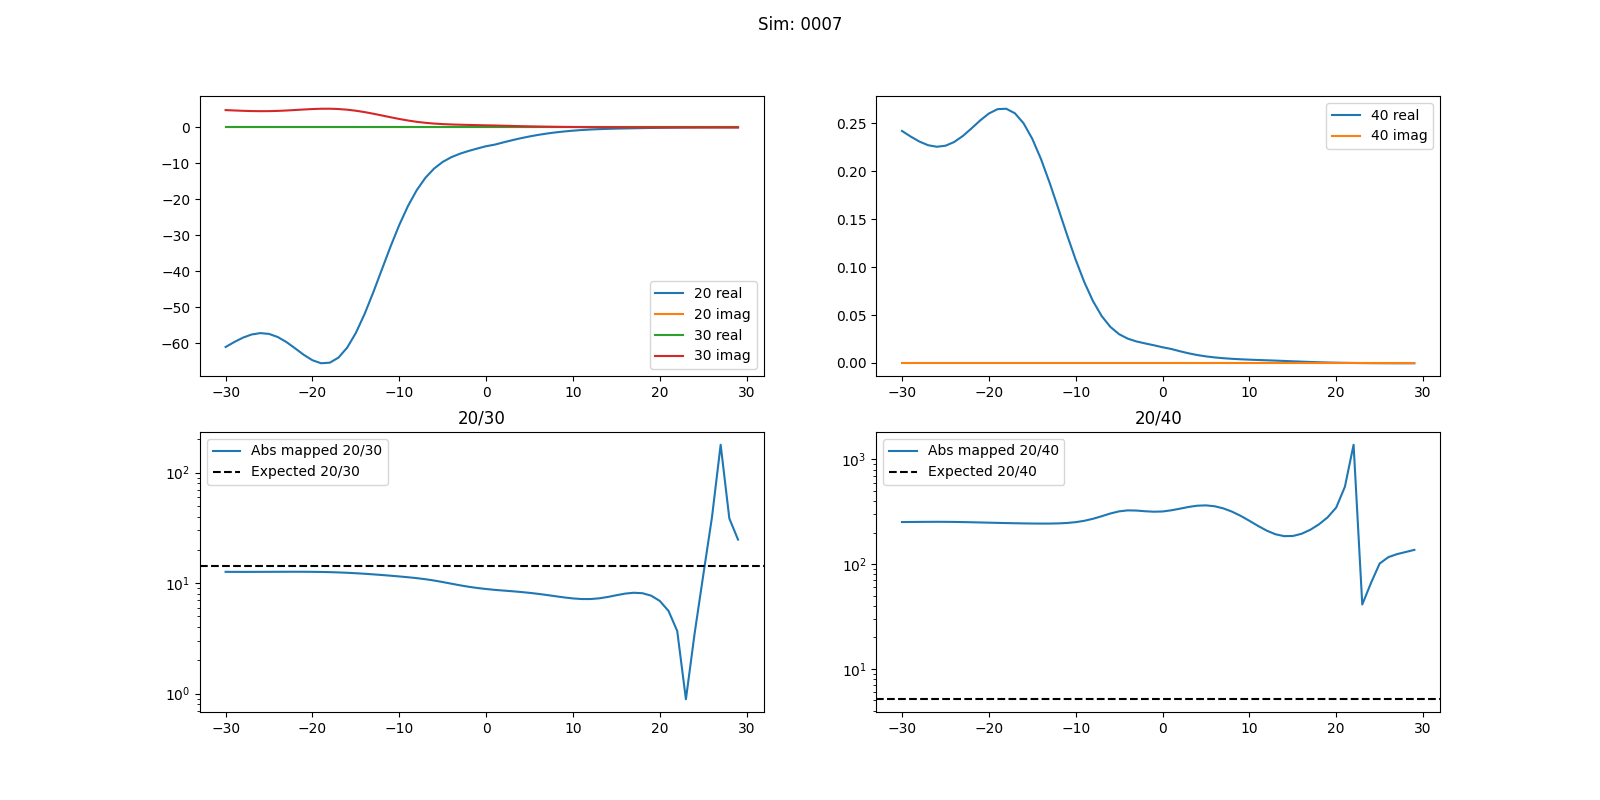 Sim: 0007
0
−10
−20
−30
−40
−50
−60
20 real
20 imag
30 real
30 imag
−30 −20 −10 0 10 20 30
0.25
0.20
0.15
0.10
0.05
0.00
40 real
40 imag
−30 −20 −10 0 10 20 30
20/30
10²
10¹
10⁰
Abs mapped 20/30
Expected 20/30
−30 −20 −10 0 10 20 30
20/40
10³
10²
10¹
Abs mapped 20/40
Expected 20/40
−30 −20 −10 0 10 20 30